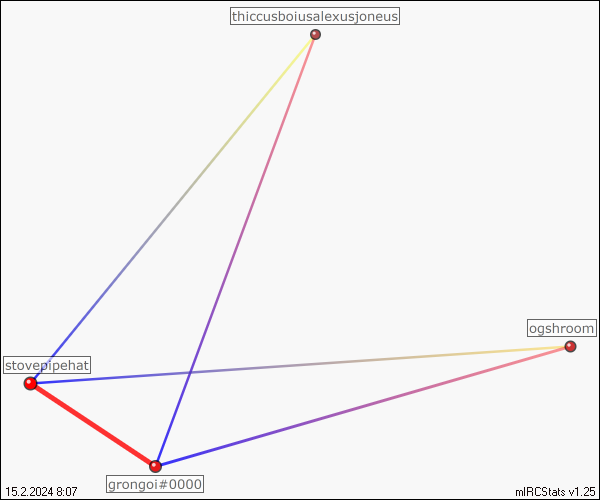 thiccusboiusalexusjoneus
ogshroom
stovepipehat
grongoi#0000
15.2.2024 8:07
mIRCStats v1.25